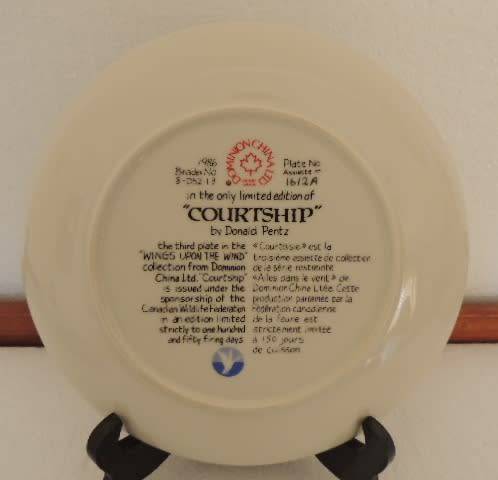 DOMINION CHINA LTD
1986
Bradex No
Plate No
Assiette nº
1612A
in the only limited edition of
"COURTSHIP"
by Donald Pentz
the third plate in the
"WINGS UPON THE WIND"
collection from Dominion
China Ltd. "Courtship"
is issued under the
sponsorship of the
Canadian Wildlife Federation
in an edition limited
strictly to one hundred
and fifty firing days
«Courtoisie» est la
troisième assiette de collection
de la série restreinte
«Ailes dans le vent» de
Dominion China Ltée. Cette
production parrainée par la
Fédération canadienne
de la faune est
strictement limitée
à 150 jours
de cuisson